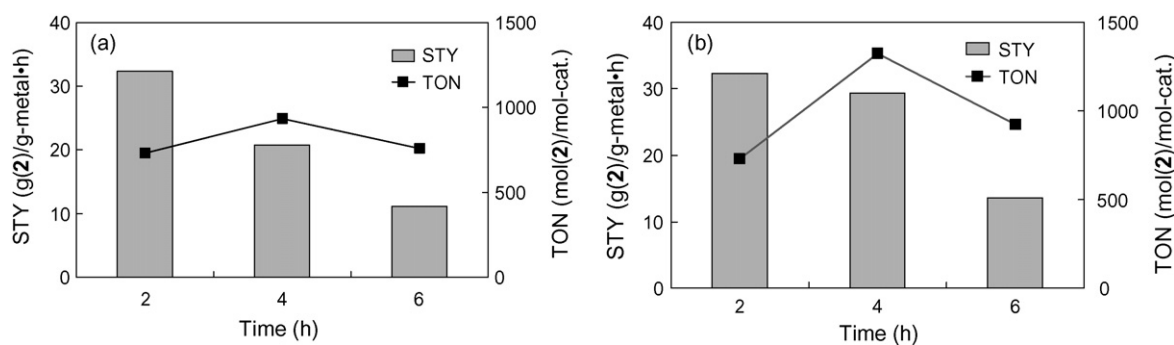 (a)
STY
TON
STY (g(2)/g-metal•h)
40
30
20
10
0
1500
1000
500
0
TON (mol(2)/mol-cat.)
2 4 6
Time (h)
(b)
STY
TON
STY (g(2)/g-metal•h)
40
30
20
10
0
1500
1000
500
0
TON (mol(2)/mol-cat.)
2 4 6
Time (h)